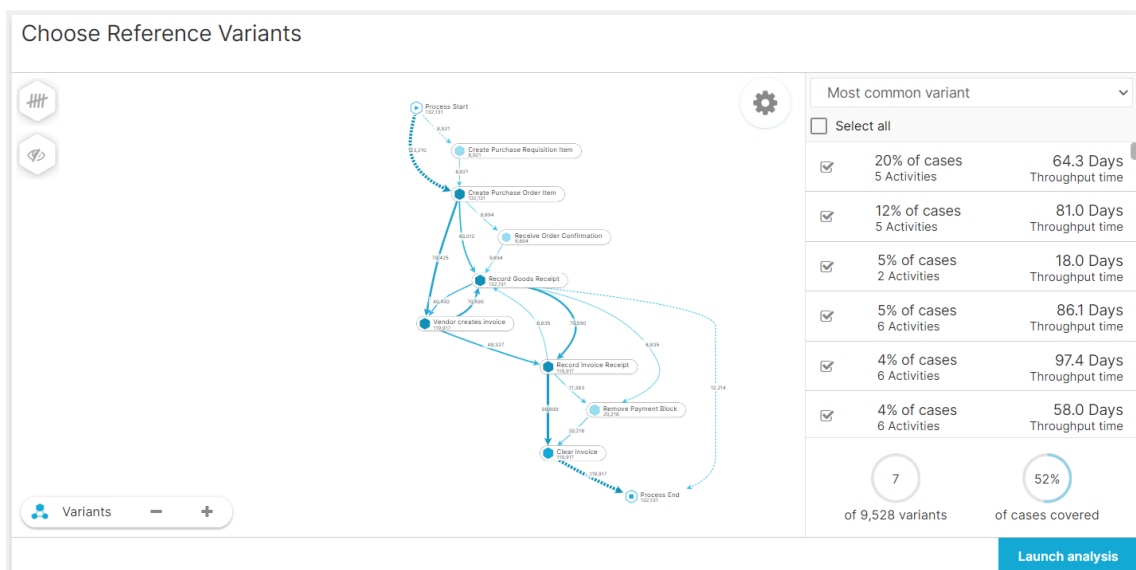 Choose Reference Variants
Process Start
132,131
8,921
123,210
Create Purchase Requisition Item
8,921
8,921
Create Purchase Order Item
132,131
9,694
43,012
Receive Order Confirmation
9,694
79,425
9,694
Record Goods Receipt
132,131
40,492
70,590
Vendor creates invoice
119,917
8,835
70,590
49,327
8,835
Record Invoice Receipt
119,917
11,383
12,214
89,699
Remove Payment Block
20,218
20,218
Clear Invoice
119,917
119,917
Process End
132,131
Variants
Most common variant
Select all
20% of cases
64.3 Days
5 Activities
Throughput time
12% of cases
81.0 Days
5 Activities
Throughput time
5% of cases
18.0 Days
2 Activities
Throughput time
5% of cases
86.1 Days
6 Activities
Throughput time
4% of cases
97.4 Days
6 Activities
Throughput time
4% of cases
58.0 Days
6 Activities
Throughput time
7
52%
of 9,528 variants
of cases covered
Launch analysis